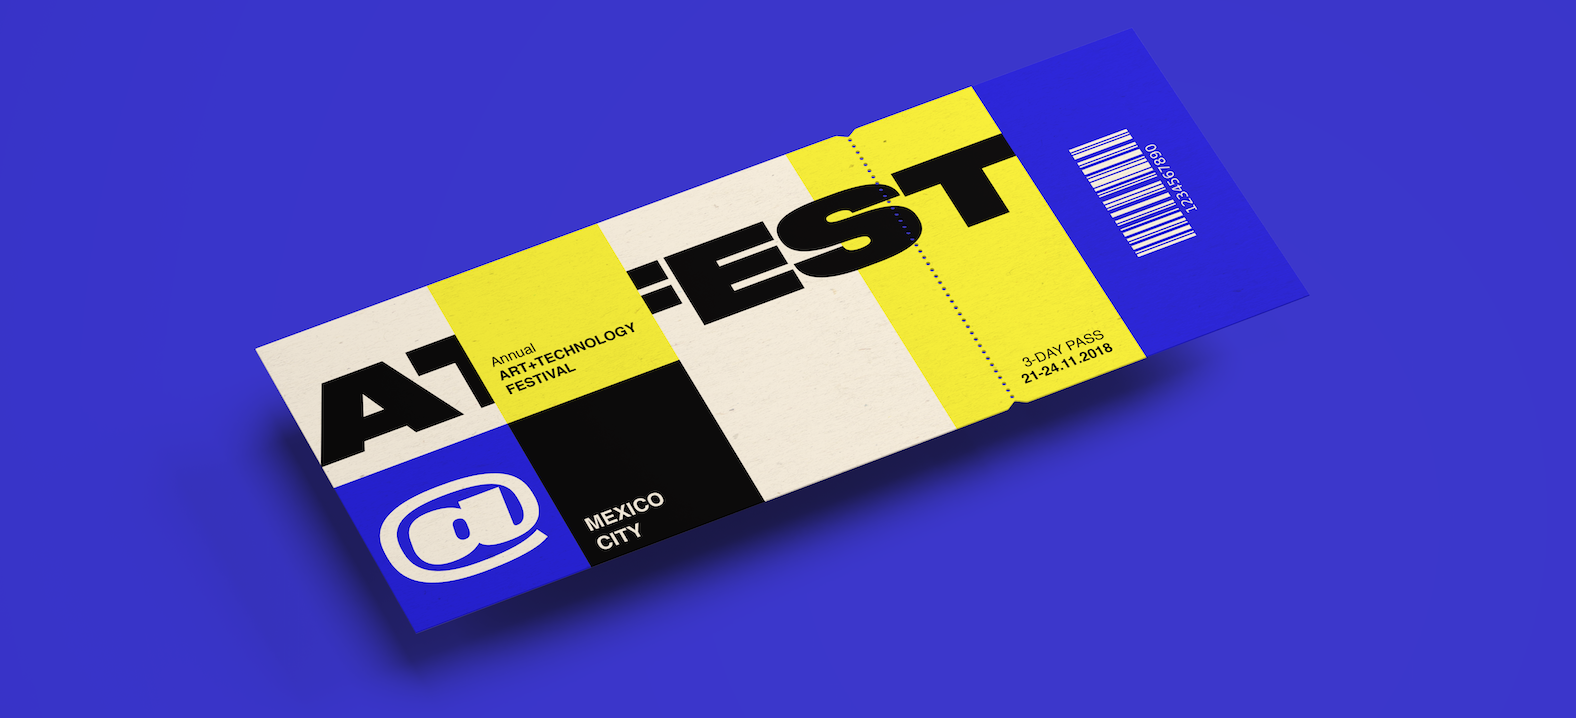 AT FEST
Annual
ART+TECHNOLOGY
FESTIVAL
@
MEXICO
CITY
3-DAY PASS
21-24.11.2018
1234567890